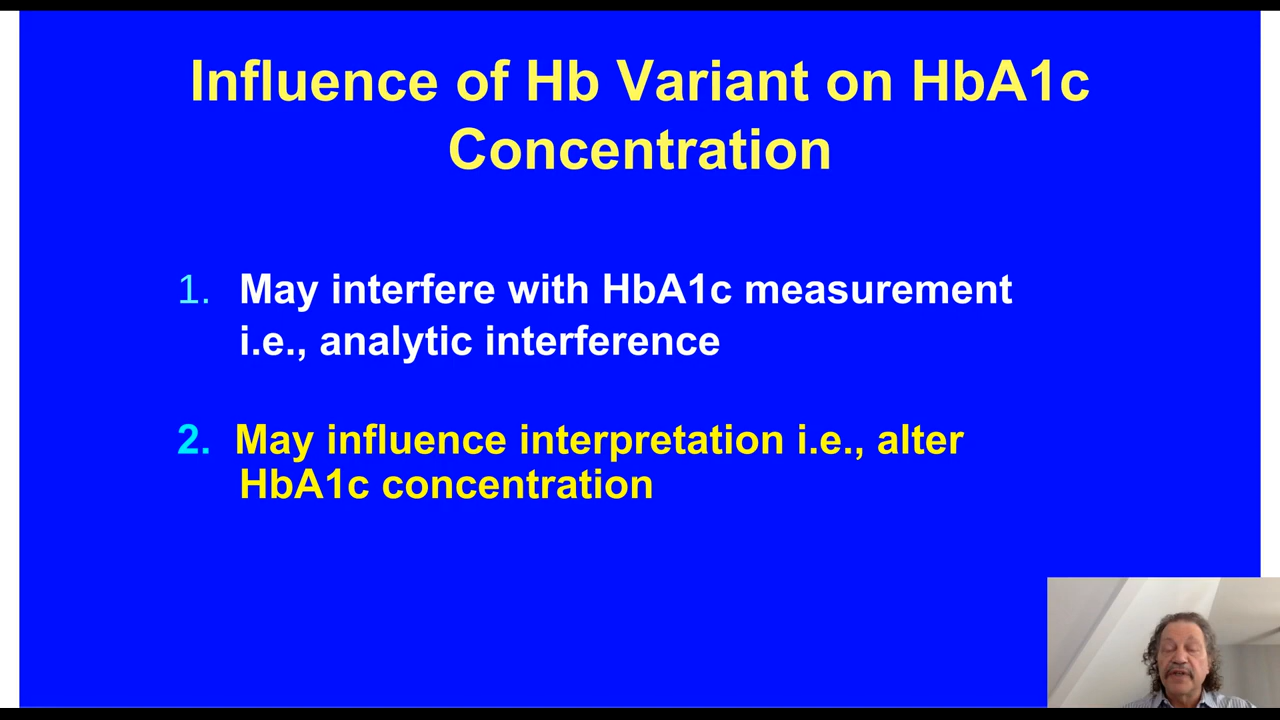 Influence of Hb Variant on HbA1c
Concentration
1. May interfere with HbA1c measurement
i.e., analytic interference
2. May influence interpretation i.e., alter
HbA1c concentration